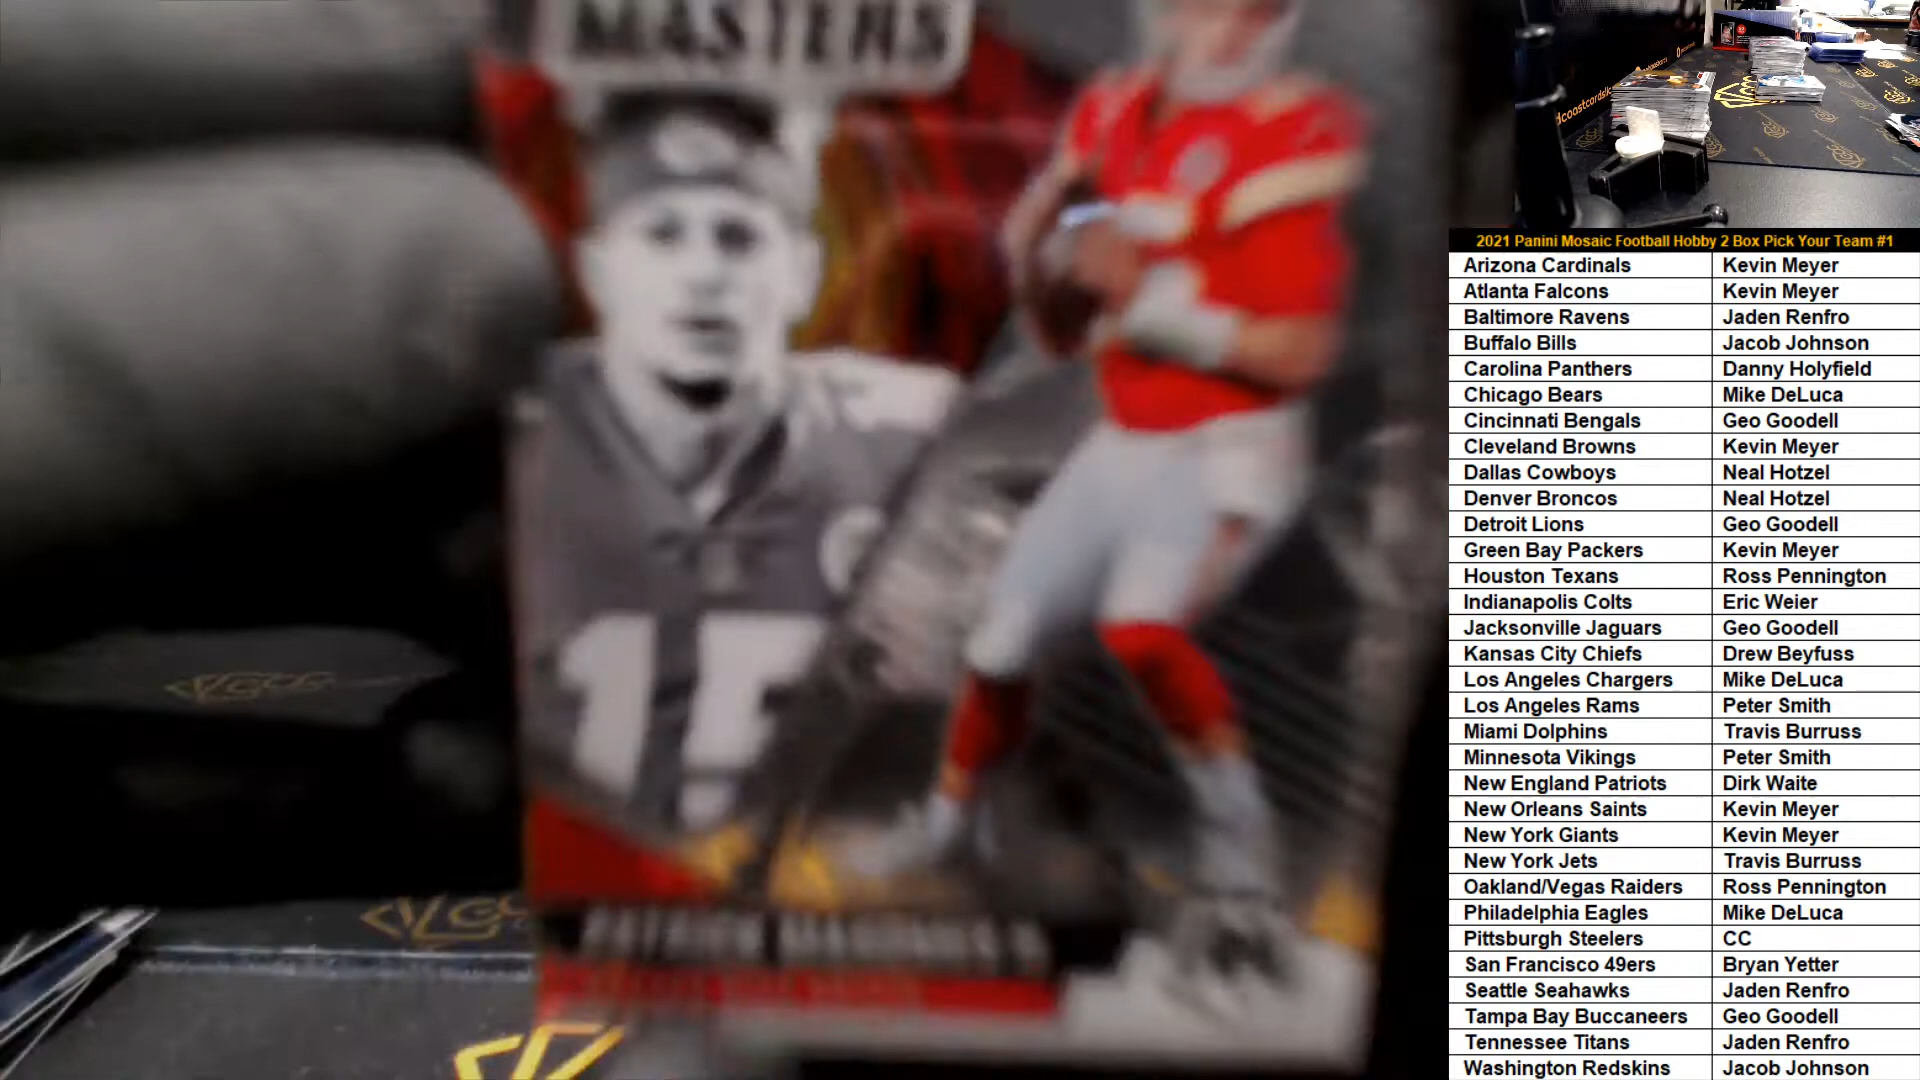 MASTERS
15
PATRICK MAHOMES II
dcoastcardsllc
2021 Panini Mosaic Football Hobby 2 Box Pick Your Team #1
Arizona Cardinals Kevin Meyer
Atlanta Falcons Kevin Meyer
Baltimore Ravens Jaden Renfro
Buffalo Bills Jacob Johnson
Carolina Panthers Danny Holyfield
Chicago Bears Mike DeLuca
Cincinnati Bengals Geo Goodell
Cleveland Browns Kevin Meyer
Dallas Cowboys Neal Hotzel
Denver Broncos Neal Hotzel
Detroit Lions Geo Goodell
Green Bay Packers Kevin Meyer
Houston Texans Ross Pennington
Indianapolis Colts Eric Weier
Jacksonville Jaguars Geo Goodell
Kansas City Chiefs Drew Beyfuss
Los Angeles Chargers Mike DeLuca
Los Angeles Rams Peter Smith
Miami Dolphins Travis Burruss
Minnesota Vikings Peter Smith
New England Patriots Dirk Waite
New Orleans Saints Kevin Meyer
New York Giants Kevin Meyer
New York Jets Travis Burruss
Oakland/Vegas Raiders Ross Pennington
Philadelphia Eagles Mike DeLuca
Pittsburgh Steelers CC
San Francisco 49ers Bryan Yetter
Seattle Seahawks Jaden Renfro
Tampa Bay Buccaneers Geo Goodell
Tennessee Titans Jaden Renfro
Washington Redskins Jacob Johnson